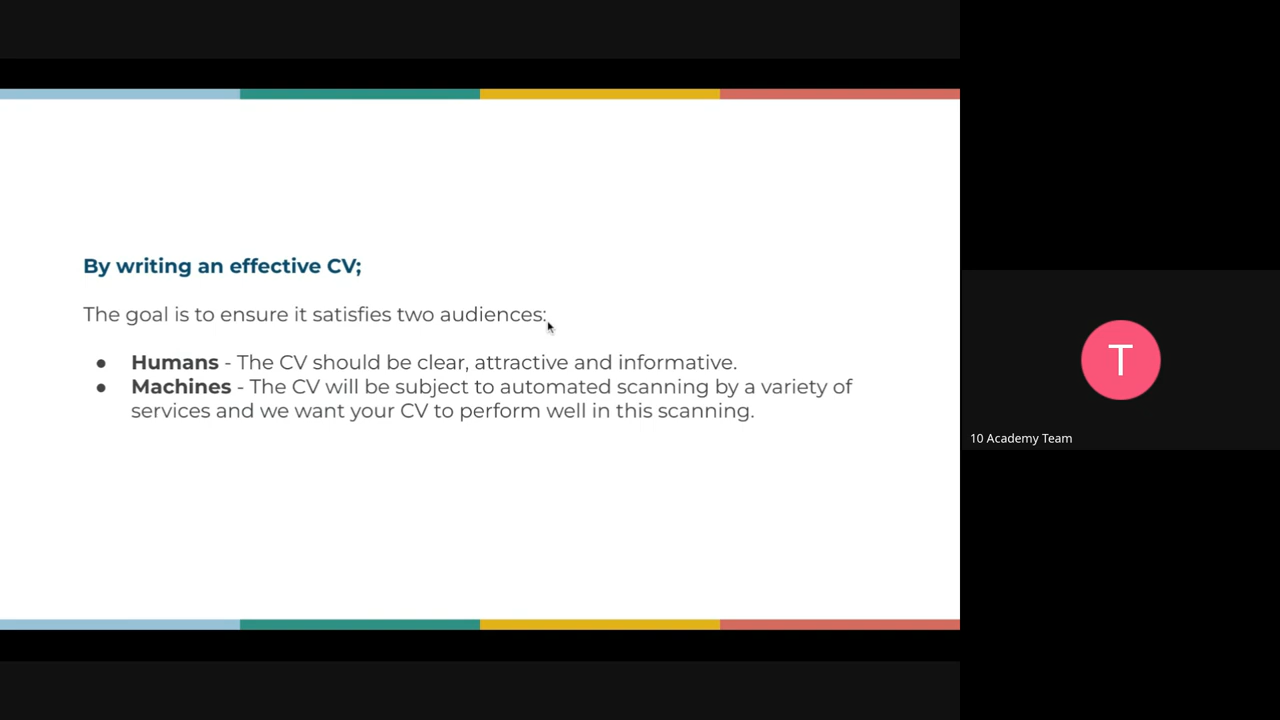 By writing an effective CV;
The goal is to ensure it satisfies two audiences:
● Humans - The CV should be clear, attractive and informative.
● Machines - The CV will be subject to automated scanning by a variety of
services and we want your CV to perform well in this scanning.
T
10 Academy Team